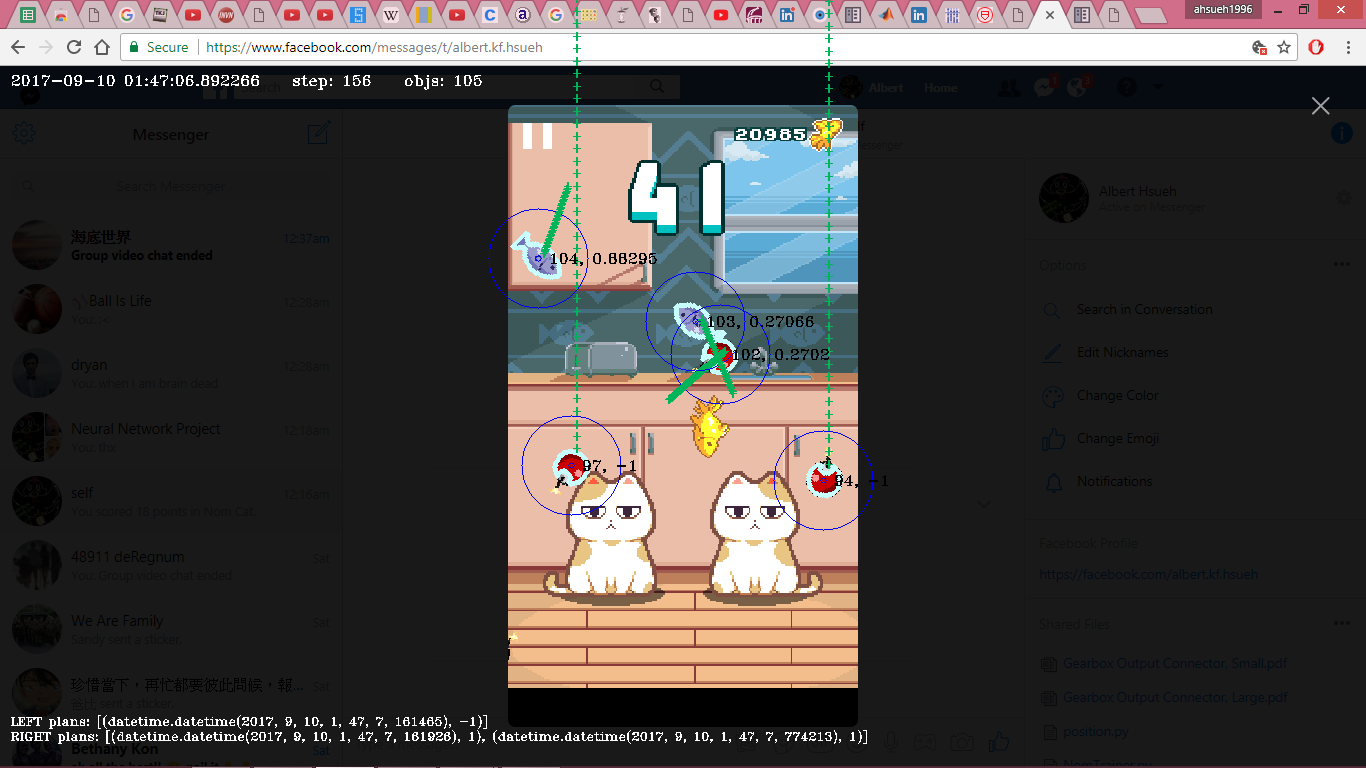 ahsueh1996
Secure https://www.facebook.com/messages/t/albert.kf.hsueh
2017-09-10 01:47:06.892266 step: 156 objs: 105
Search
Albert
Home
Messenger
Search Messenger
20985
41
104, 0.88295
103, 0.27066
102, 0.2702
97, -1
94, -1
海底世界
12:37am
Group video chat ended
Ball Is Life
12:28am
dryan
12:28am
You: when I am brain dead
Neural Network Project
12:18am
You: thx
self
12:16am
You scored 18 points in Nom Cat.
48911 deRegnum
Sat
You: Group video chat ended
We Are Family
Sat
Sandy sent a sticker.
珍惜當下，再忙都要彼此問候，報...
Sat
Bethany Kon
Sat
Albert Hsueh
Active on Messenger
Options
Search in Conversation
Edit Nicknames
Change Color
Change Emoji
Notifications
Facebook Profile
https://facebook.com/albert.kf.hsueh
Shared Files
Gearbox Output Connector, Small.pdf
Gearbox Output Connector, Large.pdf
position.py
NomTrainer.py
LEFT plans: [(datetime.datetime(2017, 9, 10, 1, 47, 7, 161465), -1)]
RIGHT plans: [(datetime.datetime(2017, 9, 10, 1, 47, 7, 161926), 1), (datetime.datetime(2017, 9, 10, 1, 47, 7, 774213), 1)]